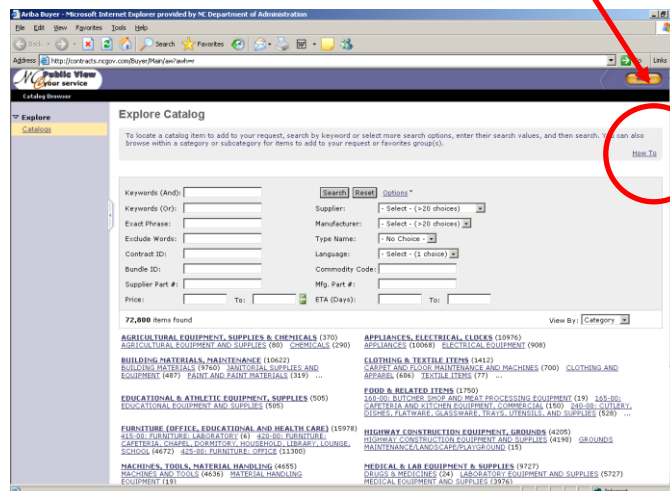 Ariba Buyer - Microsoft Internet Explorer provided by NC Department of Administration
File Edit View Favorites Tools Help
Back Search Favorites
Address http://contracts.ncgov.com/Buyer/Main/aw?awh=r Go Links
NC Public View
@ your service
Catalog Browser
Explore
Catalogs
Explore Catalog
To locate a catalog item to add to your request, search by keyword or select more search options, enter their search values, and then search. You can also
browse within a category or subcategory for items to add to your request or favorites group(s).
How To
Keywords (And): Search Reset Options
Keywords (Or): Supplier: - Select - (>20 choices)
Exact Phrase: Manufacturer: - Select - (>20 choices)
Exclude Words: Type Name: - No Choice -
Contract ID: Language: - Select - (1 choice)
Bundle ID: Commodity Code:
Supplier Part #: Mfg. Part #:
Price: To: ETA (Days): To:
72,800 items found View By: Category
AGRICULTURAL EQUIPMENT, SUPPLIES & CHEMICALS (370)
AGRICULTURAL EQUIPMENT AND SUPPLIES (80) CHEMICALS (290)
APPLIANCES, ELECTRICAL, CLOCKS (10976)
APPLIANCES (10068) ELECTRICAL EQUIPMENT (908)
BUILDING MATERIALS, MAINTENANCE (10622)
BUILDING MATERIALS (9760) JANITORIAL SUPPLIES AND
EQUIPMENT (487) PAINT AND PAINT MATERIALS (319) ...
CLOTHING & TEXTILE ITEMS (1412)
CARPET AND FLOOR MAINTENANCE AND MACHINES (700) CLOTHING AND
APPAREL (606) TEXTILE ITEMS (77) ...
EDUCATIONAL & ATHLETIC EQUIPMENT, SUPPLIES (505)
EDUCATIONAL EQUIPMENT AND SUPPLIES (505)
FOOD & RELATED ITEMS (1750)
160-00: BUTCHER SHOP AND MEAT PROCESSING EQUIPMENT (19) 165-00:
CAFETERIA AND KITCHEN EQUIPMENT, COMMERCIAL (150) 240-00: CUTLERY,
DISHES, FLATWARE, GLASSWARE, TRAYS, UTENSILS, AND SUPPLIES (528) ...
FURNITURE (OFFICE, EDUCATIONAL AND HEALTH CARE) (15978)
415-00: FURNITURE: LABORATORY (6) 420-00: FURNITURE:
CAFETERIA, CHAPEL, DORMITORY, HOUSEHOLD, LIBRARY, LOUNGE,
SCHOOL (4672) 425-00: FURNITURE: OFFICE (11300)
HIGHWAY CONSTRUCTION EQUIPMENT, GROUNDS (4205)
HIGHWAY CONSTRUCTION EQUIPMENT AND SUPPLIES (4190) GROUNDS
MAINTENANCE/LANDSCAPE/PLAYGROUND (15)
MACHINES, TOOLS, MATERIAL HANDLING (4655)
MACHINES AND TOOLS (4636) MATERIAL HANDLING
EQUIPMENT (19)
MEDICAL & LAB EQUIPMENT & SUPPLIES (9727)
DRUGS & MEDICINES (24) LABORATORY EQUIPMENT AND SUPPLIES (5727)
MEDICAL EQUIPMENT AND SUPPLIES (3976)
Internet